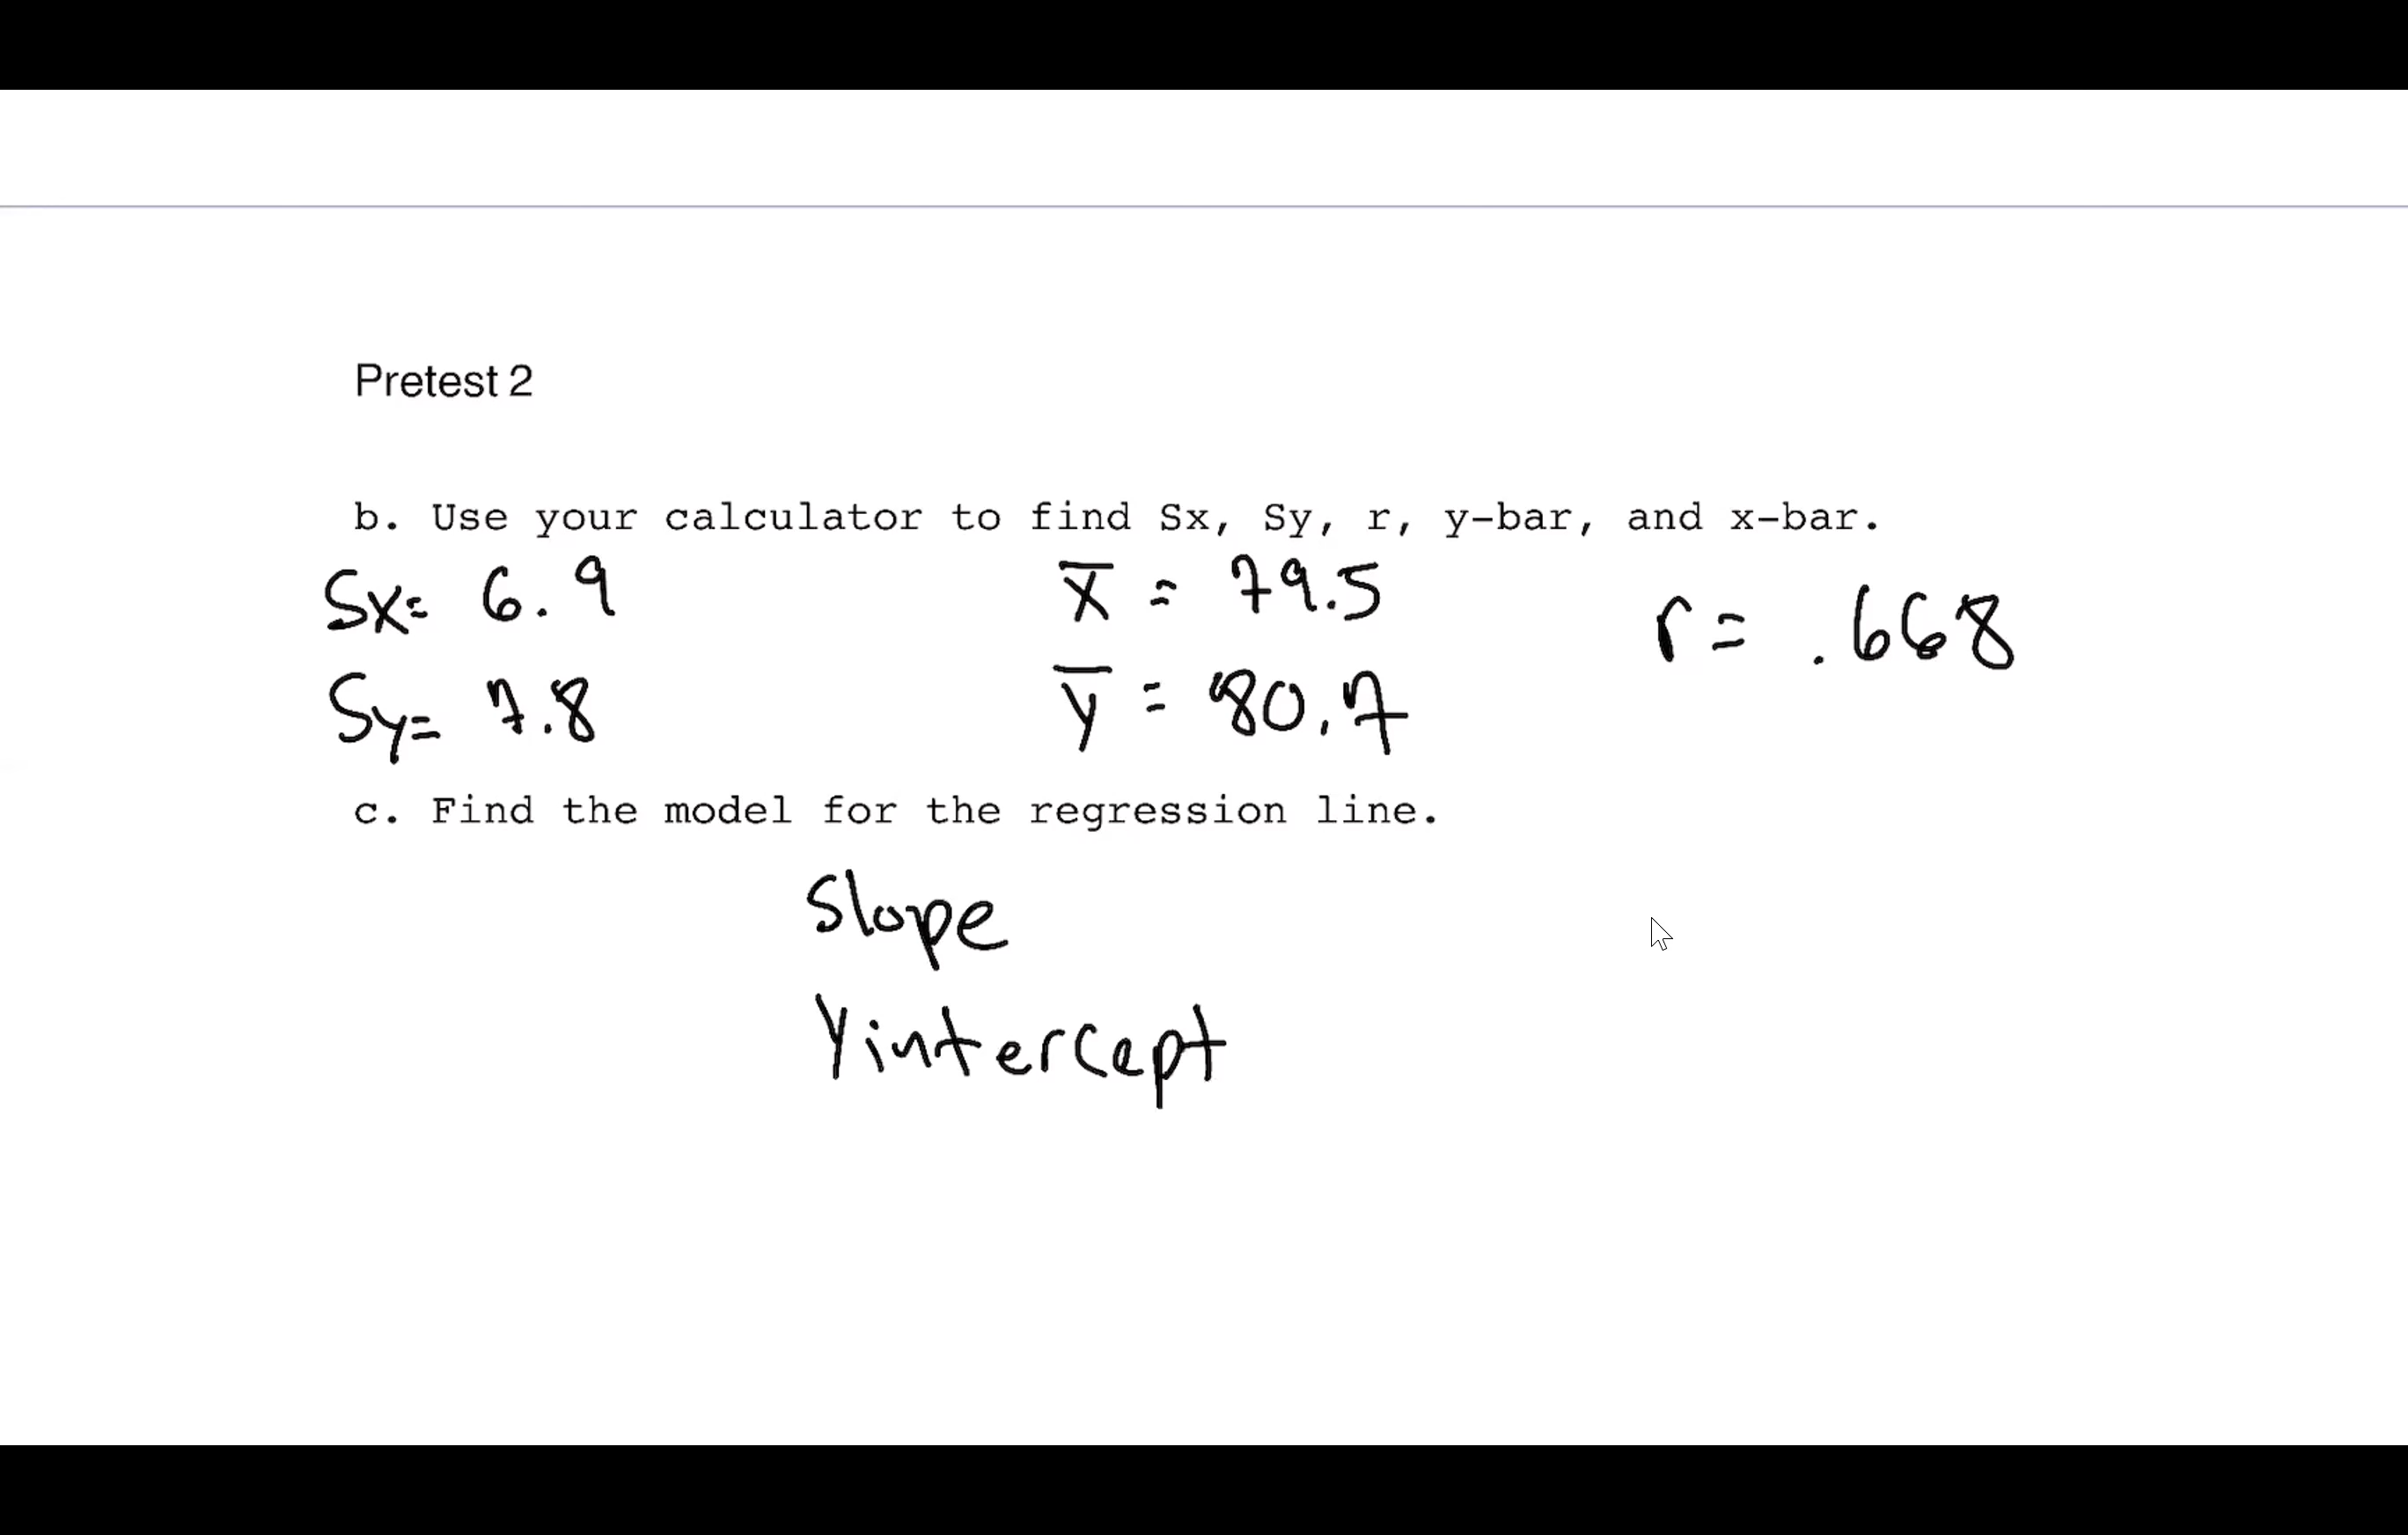 Pretest 2
b. Use your calculator to find Sx, Sy, r, y-bar, and x-bar.
Sx= 6.9
x̄ = 79.5
r= .668
Sy= 7.8
ȳ = 80.7
c. Find the model for the regression line.
Slope
Yintercept